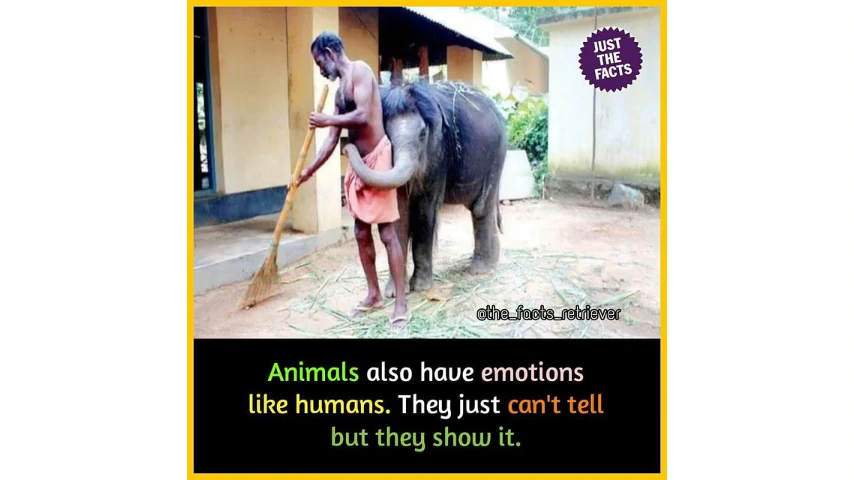 JUST
THE
FACTS
@the_facts_retriever
Animals also have emotions
like humans. They just can't tell
but they show it.